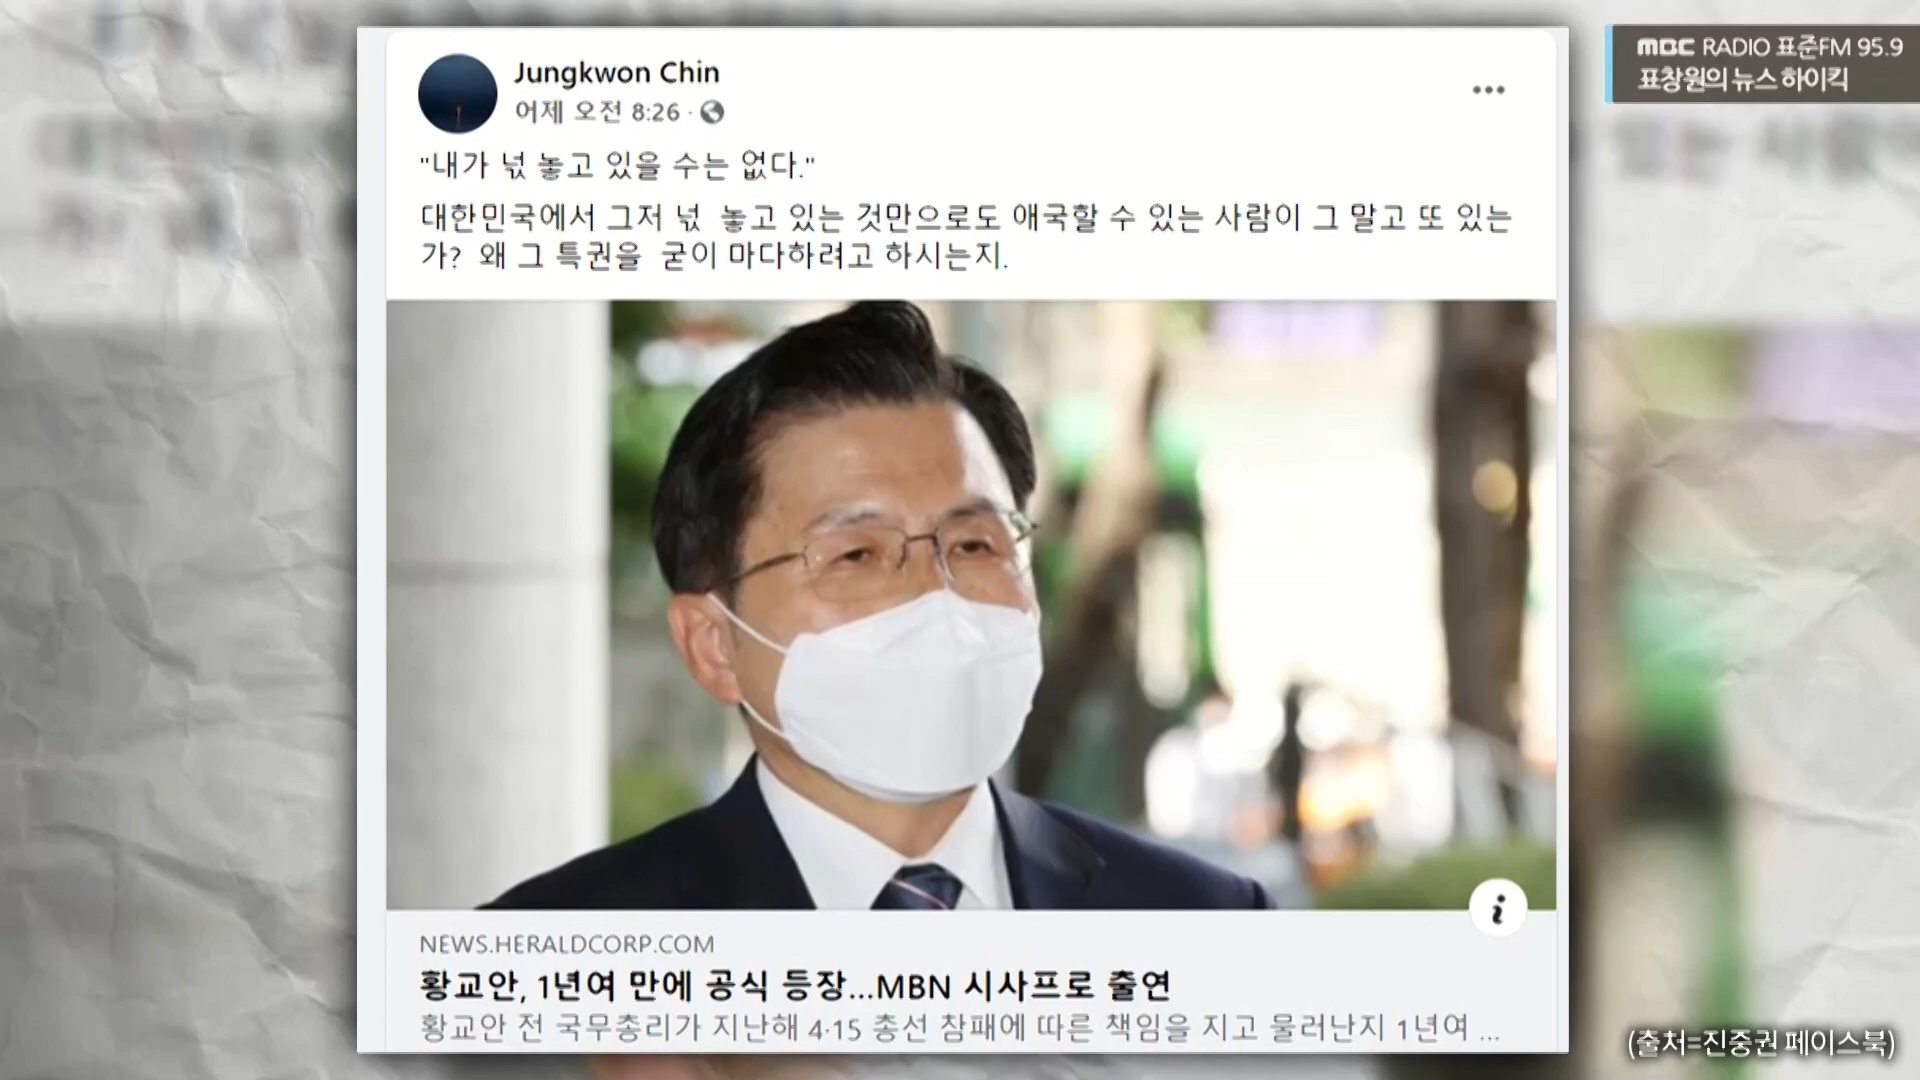 MBC RADIO 표준FM 95.9
표창원의 뉴스 하이킥
Jungkwon Chin
어제 오전 8:26 ·
"내가 넋 놓고 있을 수는 없다."
대한민국에서 그저 넋 놓고 있는 것만으로도 애국할 수 있는 사람이 그 말고 또 있는
가? 왜 그 특권을 굳이 마다하려고 하시는지.
NEWS.HERALDCORP.COM
황교안, 1년여 만에 공식 등장...MBN 시사프로 출연
황교안 전 국무총리가 지난해 4·15 총선 참패에 따른 책임을 지고 물러난지 1년여 ...
(출처=진중권 페이스북)